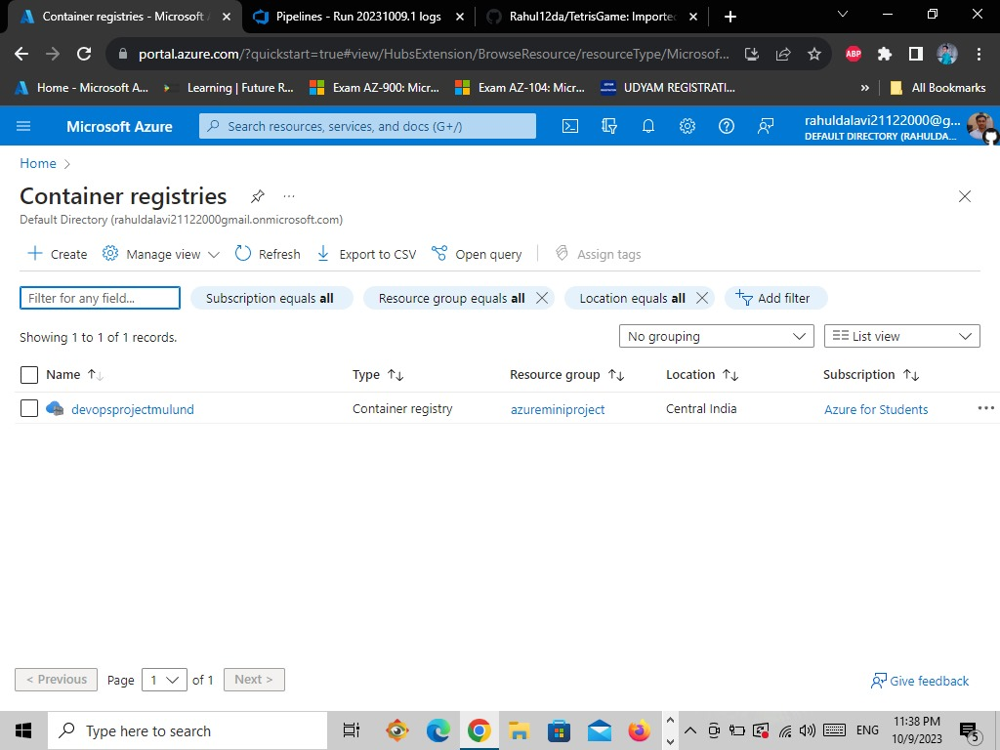 Container registries - Microsoft A
Pipelines - Run 20231009.1 logs
Rahul12da/TetrisGame: Importe
portal.azure.com/?quickstart=true#view/HubsExtension/BrowseResource/resourceType/Microsof...
ABP
Home - Microsoft A...
Learning | Future R...
Exam AZ-900: Micr...
Exam AZ-104: Micr...
UDYAM REGISTRATI...
»
All Bookmarks
Microsoft Azure
Search resources, services, and docs (G+/)
rahuldalavi21122000@g...
DEFAULT DIRECTORY (RAHULDA...
Home >
Container registries
...
Default Directory (rahuldalavi21122000gmail.onmicrosoft.com)
Create
Manage view
Refresh
Export to CSV
Open query
Assign tags
Filter for any field...
Subscription equals all
Resource group equals all
Location equals all
Add filter
Showing 1 to 1 of 1 records.
No grouping
List view
Name
Type
Resource group
Location
Subscription
devopsprojectmulund
Container registry
azureminiproject
Central India
Azure for Students
...
< Previous
Page
1
of 1
Next >
Give feedback
Type here to search
ENG
11:38 PM
10/9/2023
5